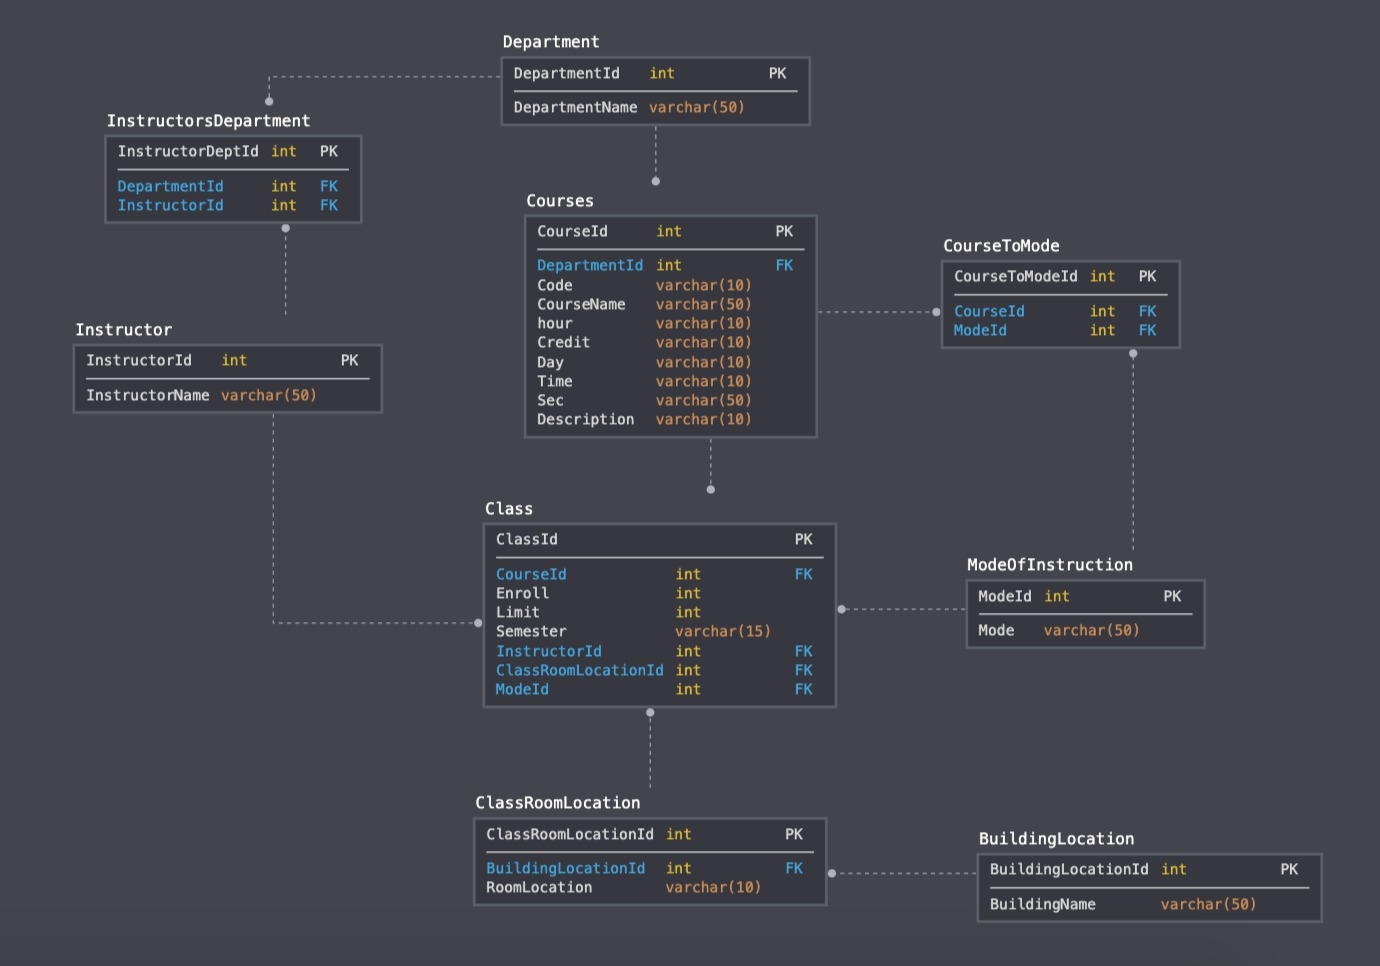 Department
DepartmentId int PK
DepartmentName varchar(50)
InstructorsDepartment
InstructorDeptId int PK
DepartmentId int FK
InstructorId int FK
Courses
CourseId int PK
DepartmentId int FK
Code varchar(10)
CourseName varchar(50)
hour varchar(10)
Credit varchar(10)
Day varchar(10)
Time varchar(10)
Sec varchar(50)
Description varchar(10)
CourseToMode
CourseToModeId int PK
CourseId int FK
ModeId int FK
Instructor
InstructorId int PK
InstructorName varchar(50)
Class
ClassId PK
CourseId int FK
Enroll int
Limit int
Semester varchar(15)
InstructorId int FK
ClassRoomLocationId int FK
ModeId int FK
ModeOfInstruction
ModeId int PK
Mode varchar(50)
ClassRoomLocation
ClassRoomLocationId int PK
BuildingLocationId int FK
RoomLocation varchar(10)
BuildingLocation
BuildingLocationId int PK
BuildingName varchar(50)